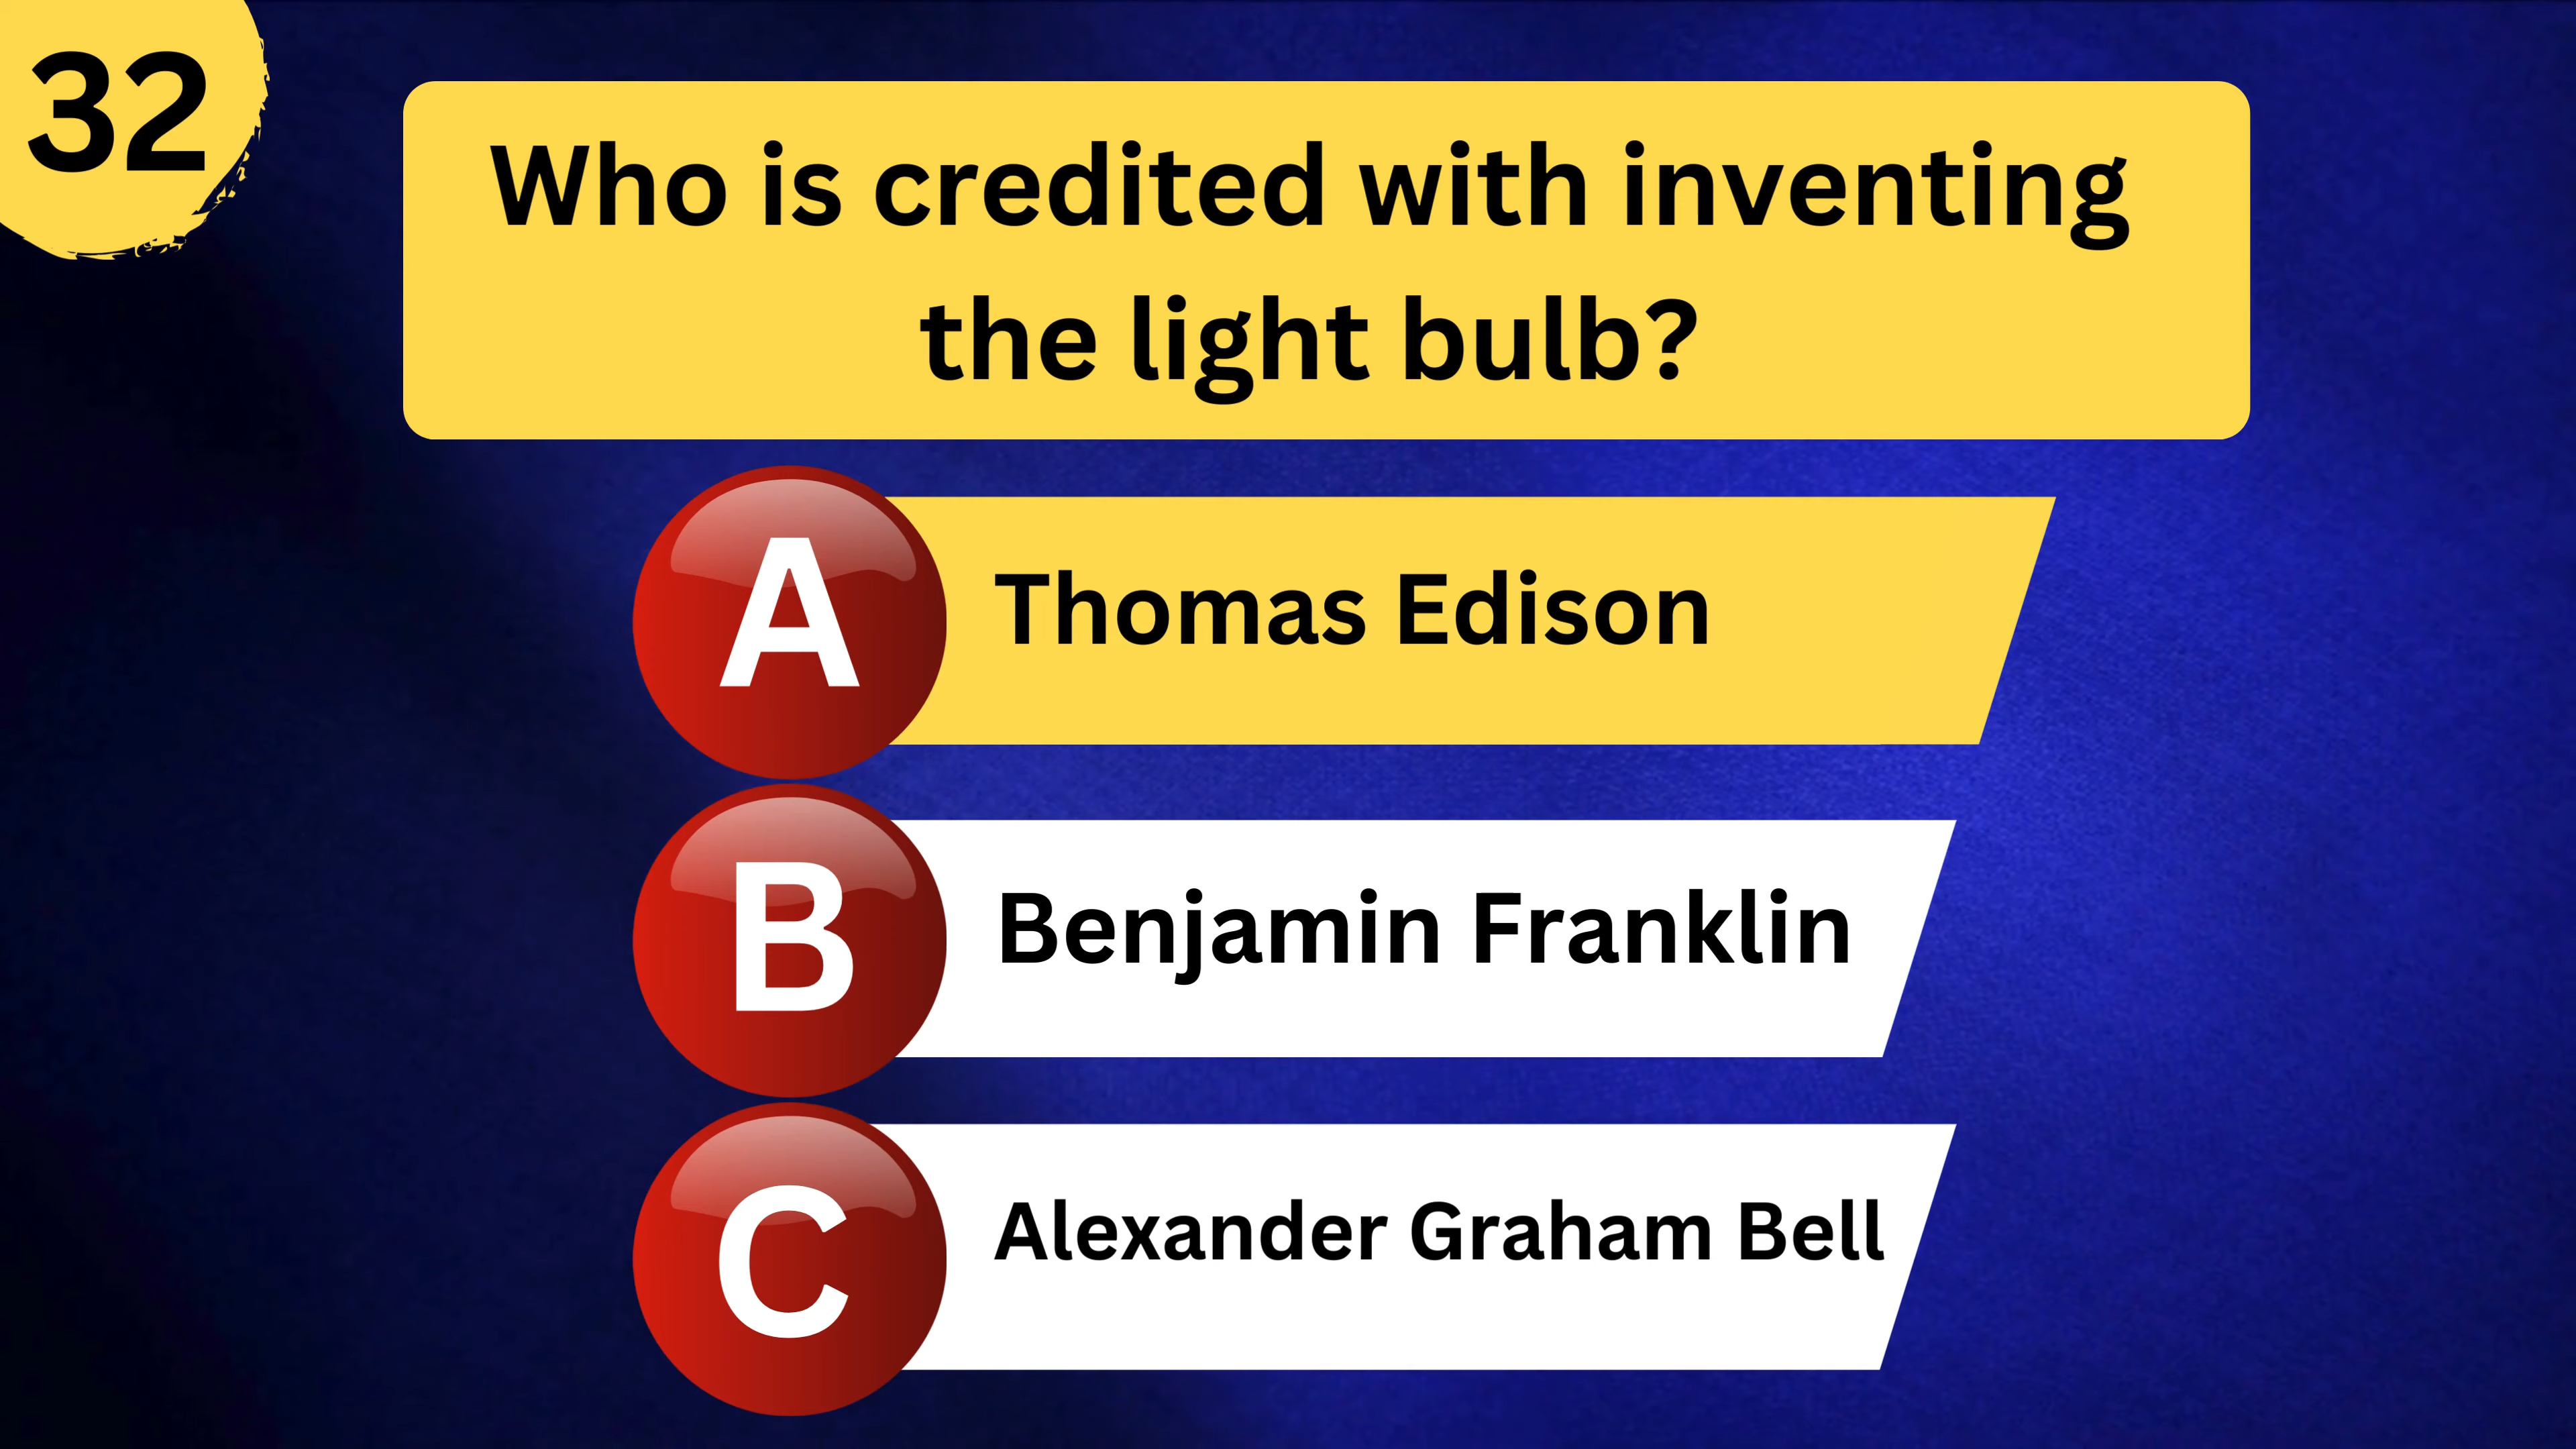 32
Who is credited with inventing
the light bulb?
A Thomas Edison
B Benjamin Franklin
C Alexander Graham Bell